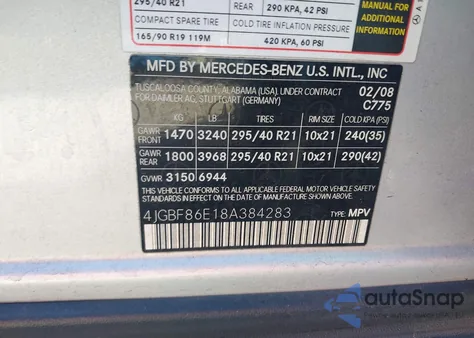 295/40 R21 REAR 290 KPA, 42 PSI
COMPACT SPARE TIRE COLD TIRE INFLATION PRESSURE
165/90 R19 119M 420 KPA, 60 PSI
MANUAL FOR
ADDITIONAL
INFORMATION
MFD BY MERCEDES-BENZ U.S. INTL., INC
TUSCALOOSA COUNTY, ALABAMA (USA), UNDER CONTRACT
FOR DAIMLER AG, STUTTGART (GERMANY)
02/08
C775
KG LB TIRES RIM SIZE COLD KPA (PSI)
GAWR FRONT 1470 3240 295/40 R21 10x21 240(35)
GAWR REAR 1800 3968 295/40 R21 10x21 290(42)
GVWR 3150 6944
THIS VEHICLE CONFORMS TO ALL APPLICABLE FEDERAL MOTOR VEHICLE
SAFETY STANDARDS IN EFFECT ON THE DATE OF MANUFACTURE SHOWN ABOVE.
4JGBF86E18A384283 TYPE: MPV
autoSnap